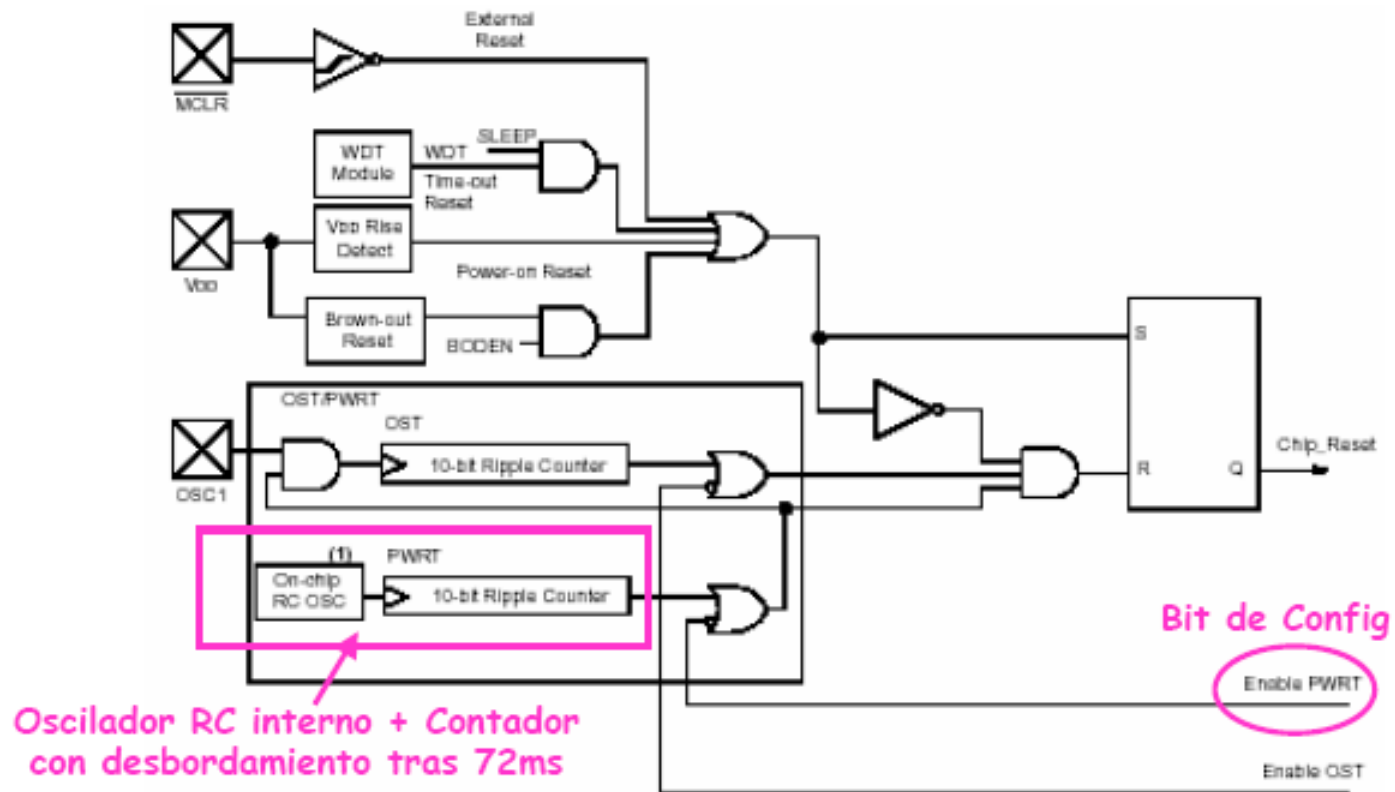 External
Reset
MCLR
SLEEP
WDT
Module
WDT
Time-out
Reset
VDD Rise
Detect
VDD
Power-on Reset
Brown-out
Reset
BODEN
S
OST/PWRT
OST
10-bit Ripple Counter
OSC1
Chip_Reset
R
Q
(1)
PWRT
On-chip
RC OSC
10-bit Ripple Counter
Bit de Config
Enable PWRT
Oscilador RC interno + Contador
con desbordamiento tras 72ms
Enable OST